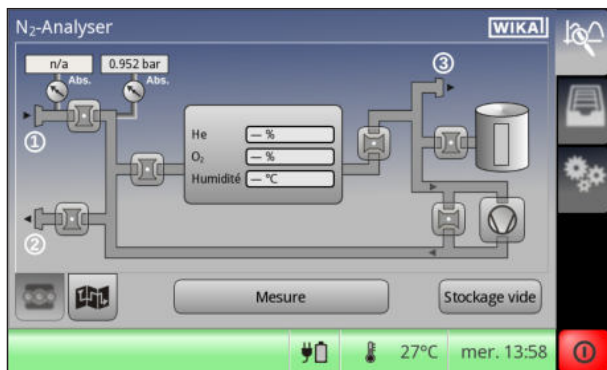 N₂-Analyser
WIKA
n/a
0.952 bar
Abs.
Abs.
3
1
He — %
O₂ — %
Humidité — °C
2
Mesure
Stockage vide
27°C
mer. 13:58